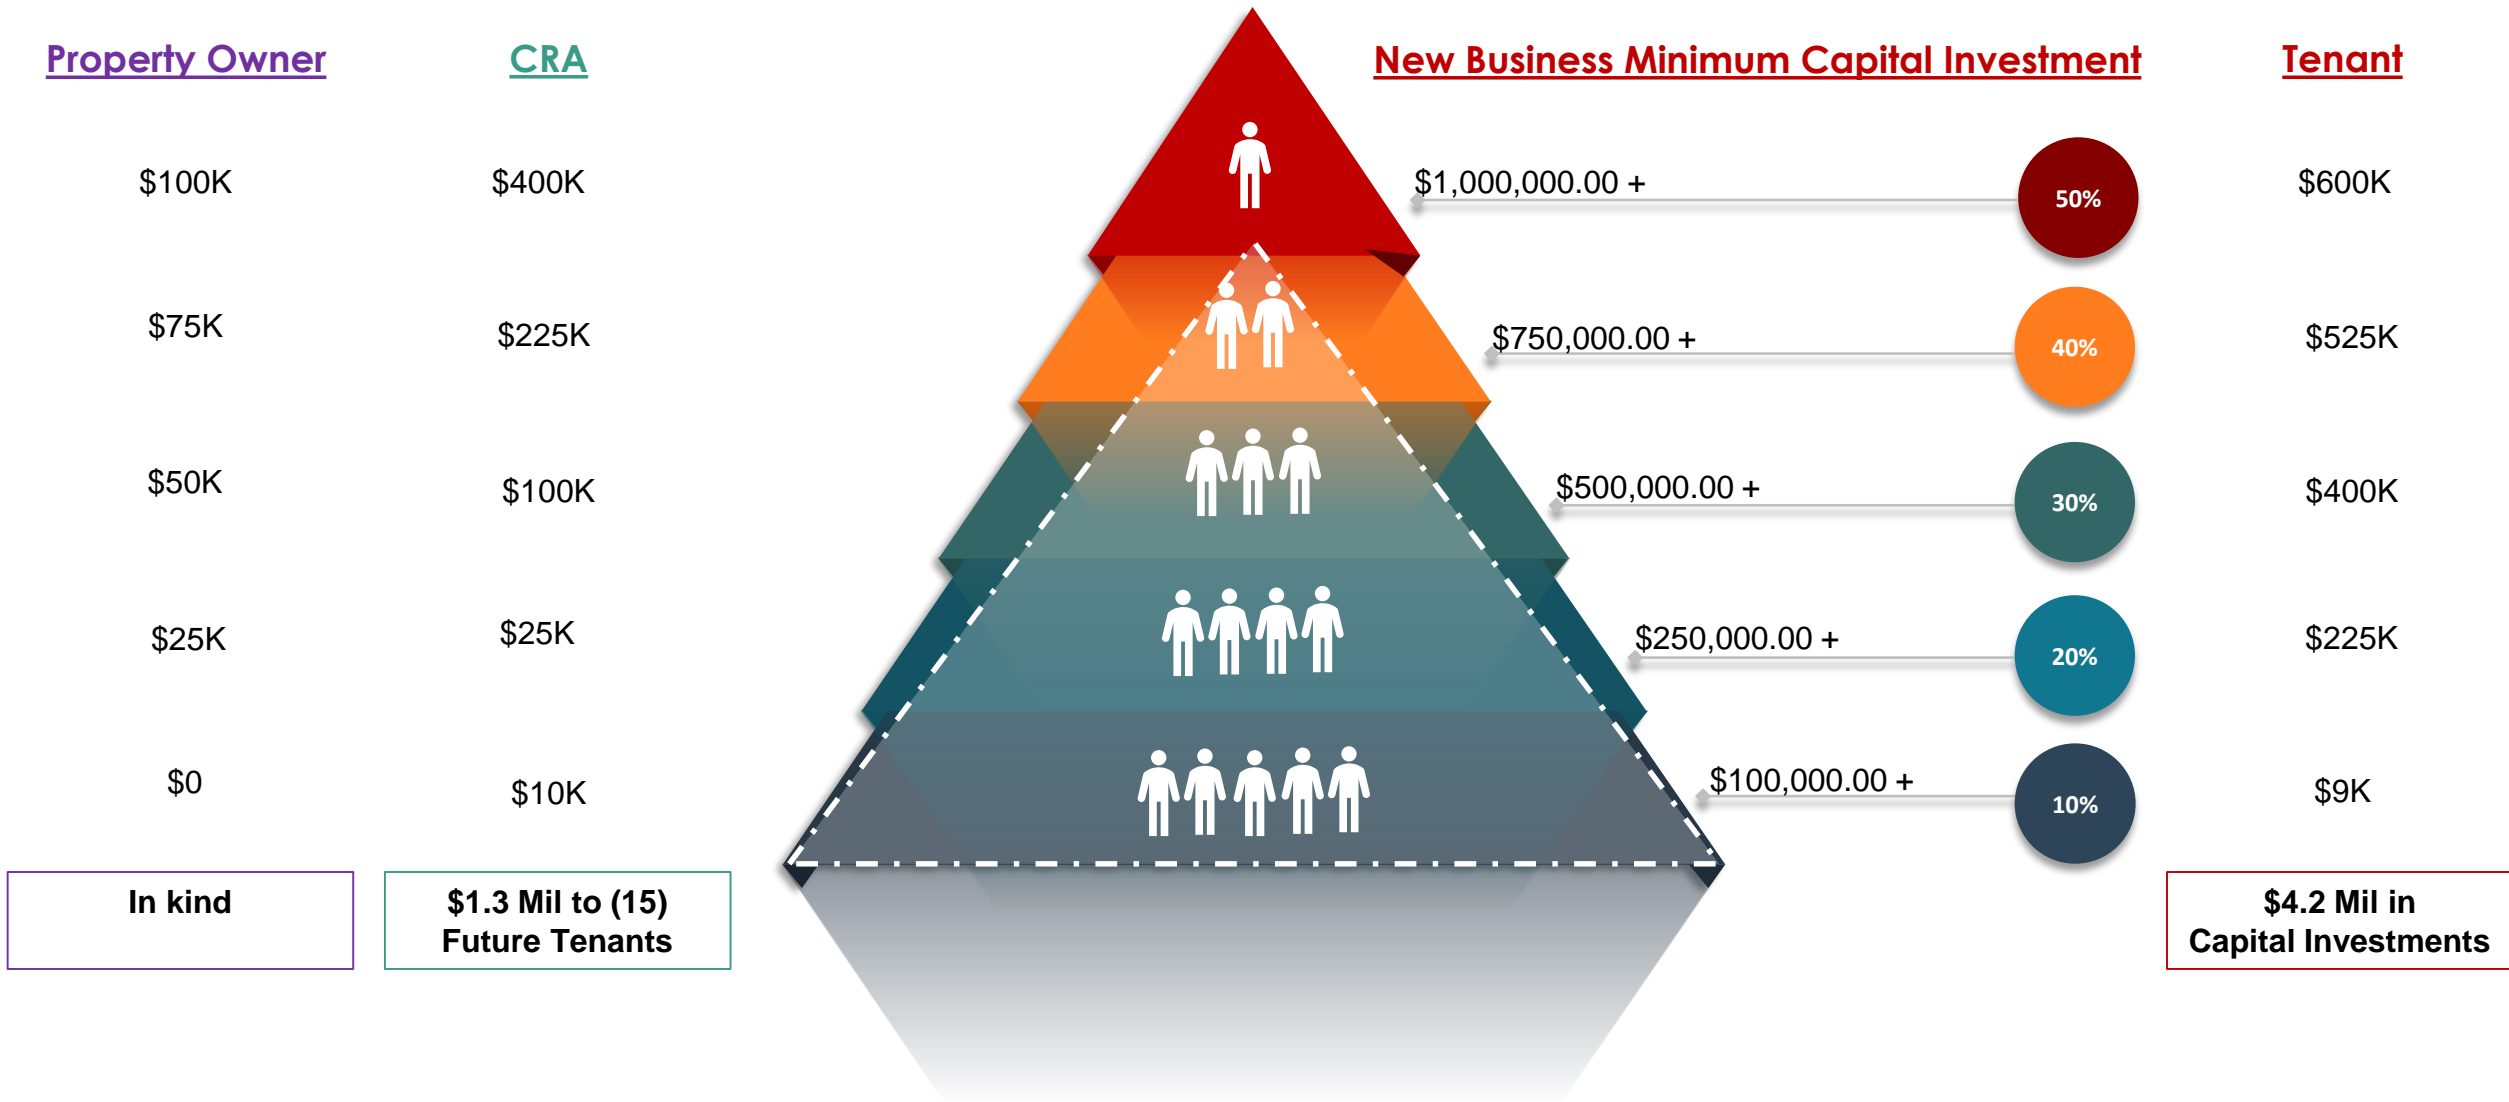 Property Owner
CRA
New Business Minimum Capital Investment
Tenant
$100K
$400K
$1,000,000.00 +
50%
$600K
$75K
$225K
$750,000.00 +
40%
$525K
$50K
$100K
$500,000.00 +
30%
$400K
$25K
$25K
$250,000.00 +
20%
$225K
$0
$10K
$100,000.00 +
10%
$9K
In kind
$1.3 Mil to (15)
Future Tenants
$4.2 Mil in
Capital Investments